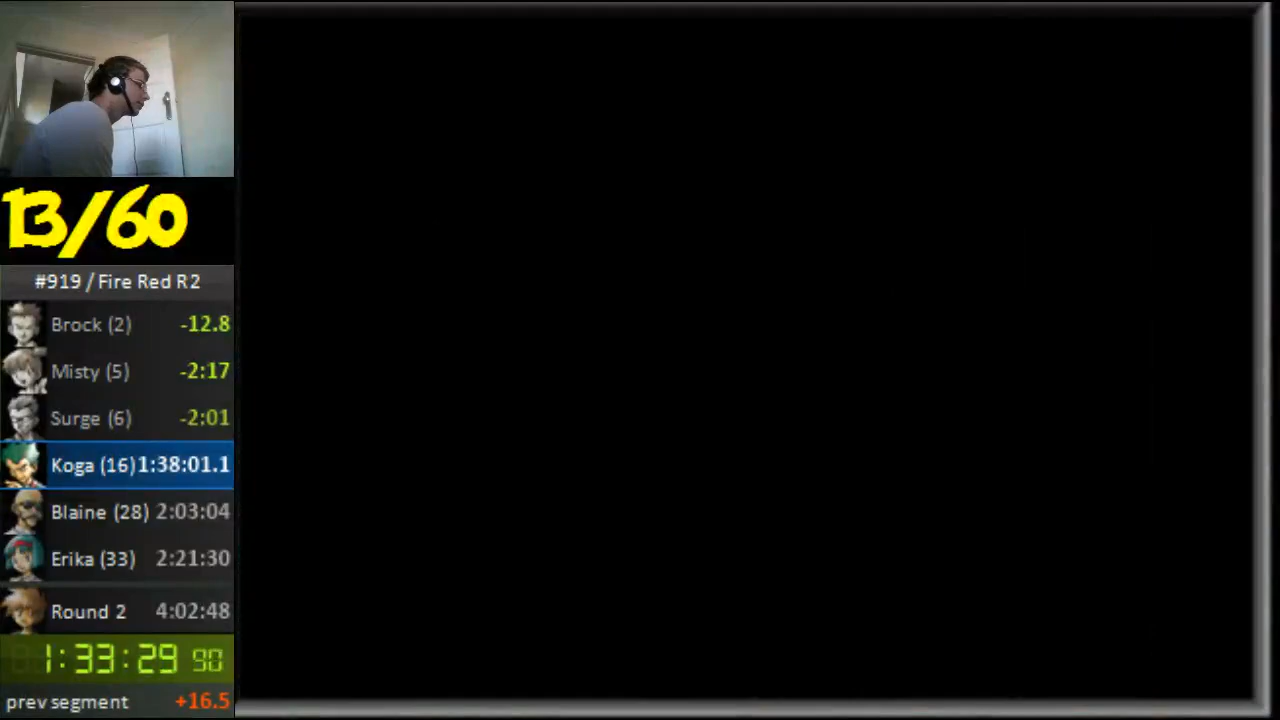 13/60
#919 / Fire Red R2
Brock (2) -12.8
Misty (5) -2:17
Surge (6) -2:01
Koga (16) 1:38:01.1
Blaine (28) 2:03:04
Erika (33) 2:21:30
Round 2 4:02:48
1:33:29 90
prev segment +16.5